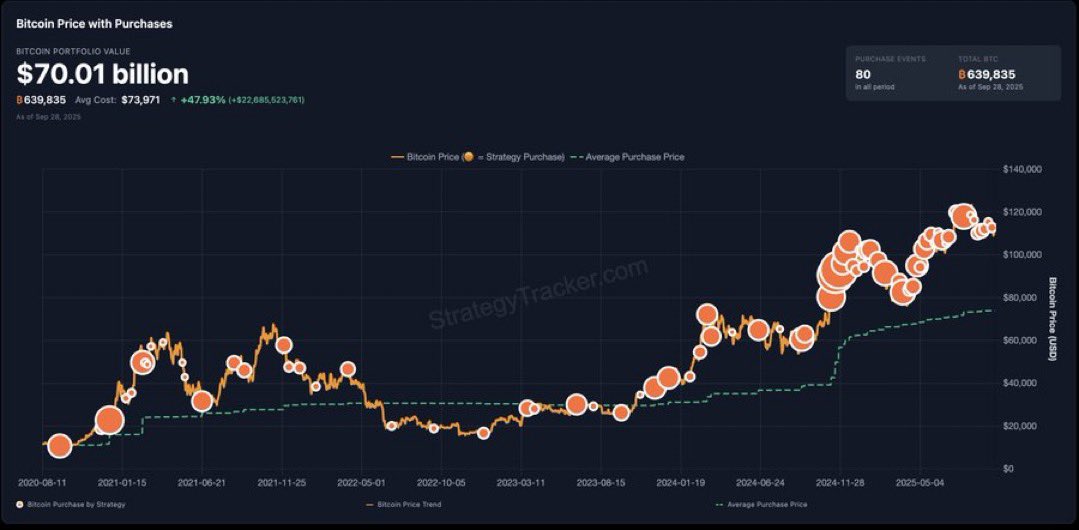 Bitcoin Price with Purchases
BITCOIN PORTFOLIO VALUE
$70.01 billion
₿ 639,835 Avg Cost: $73,971 ↑ +47.93% (+$22,685,523,761)
As of Sep 28, 2025
PURCHASE EVENTS
80
in all period
TOTAL BTC
₿ 639,835
As of Sep 28, 2025
Bitcoin Price ( = Strategy Purchase) Average Purchase Price
$140,000
$120,000
$100,000
$80,000
$60,000
$40,000
$20,000
$0
Bitcoin Price (USD)
StrategyTracker.com
2020-08-11 2021-01-15 2021-06-21 2021-11-25 2022-05-01 2022-10-05 2023-03-11 2023-08-15 2024-01-19 2024-06-24 2024-11-28 2025-05-04
Bitcoin Purchase by Strategy Bitcoin Price Trend Average Purchase Price